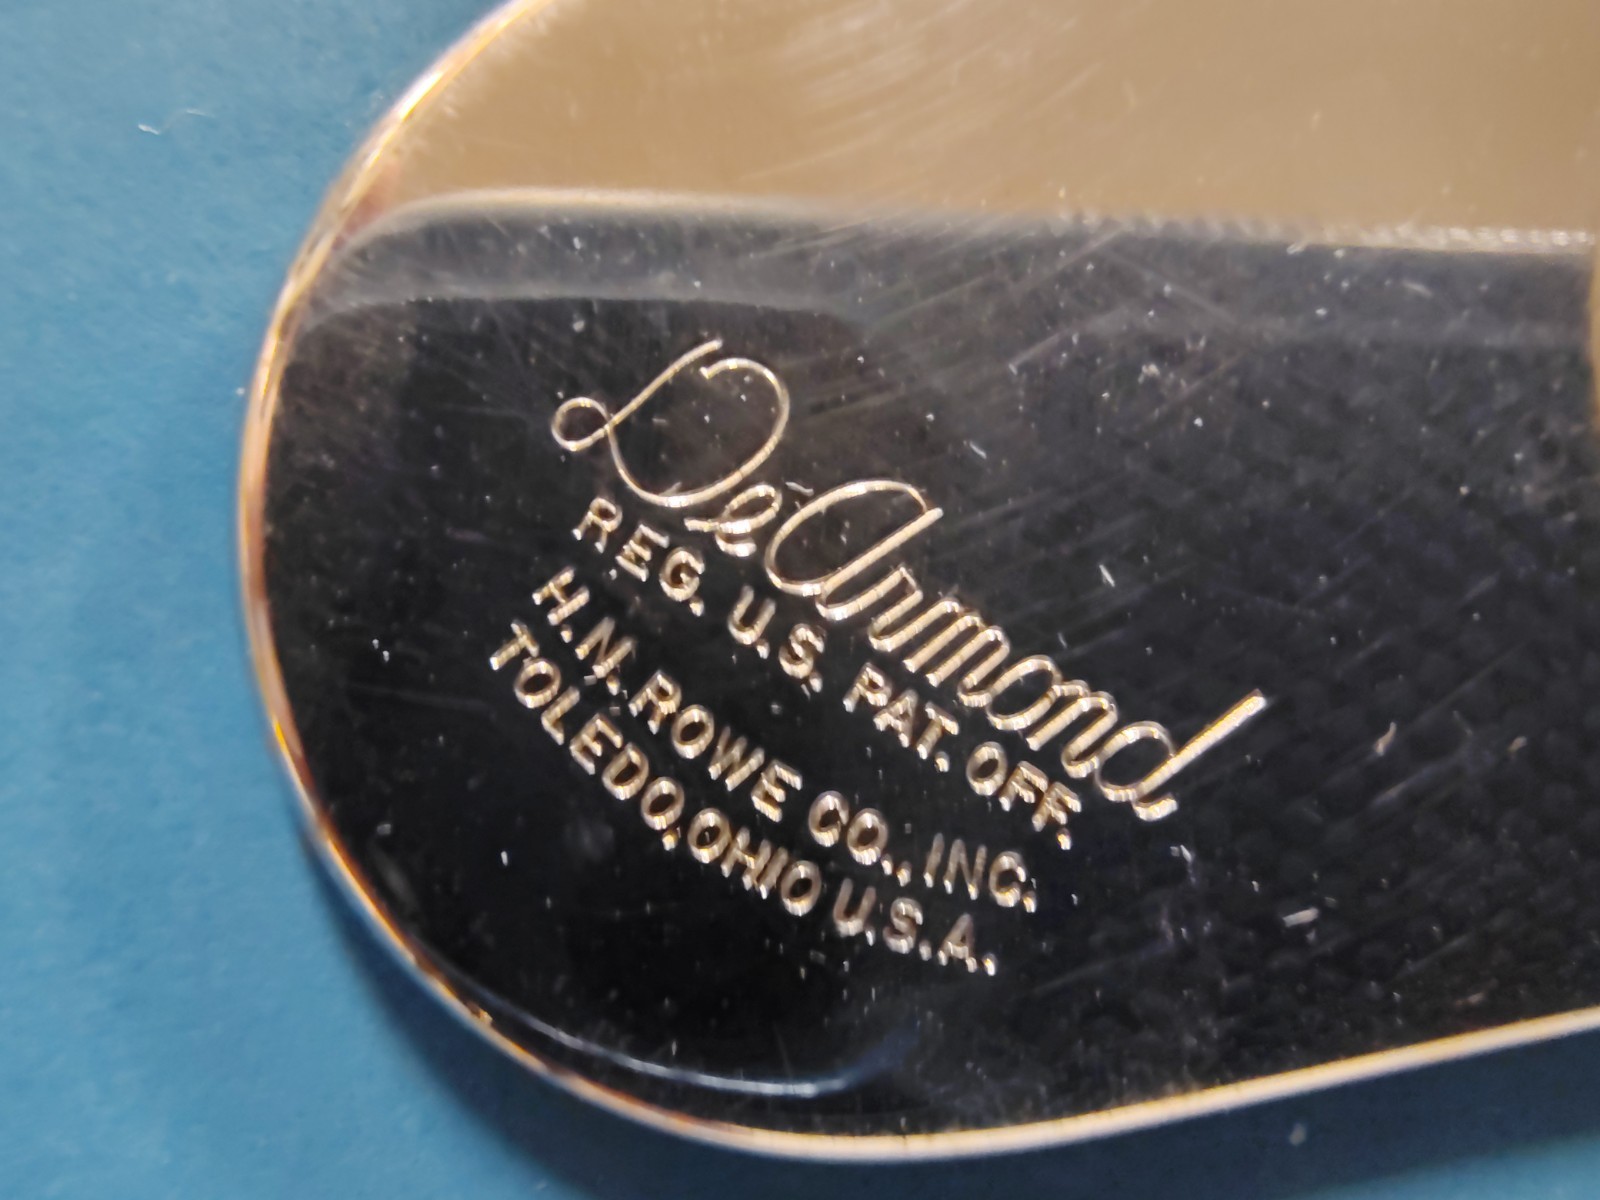 DeArmond
REG. U.S. PAT. OFF.
H.N. ROWE CO., INC.
TOLEDO, OHIO U.S.A.